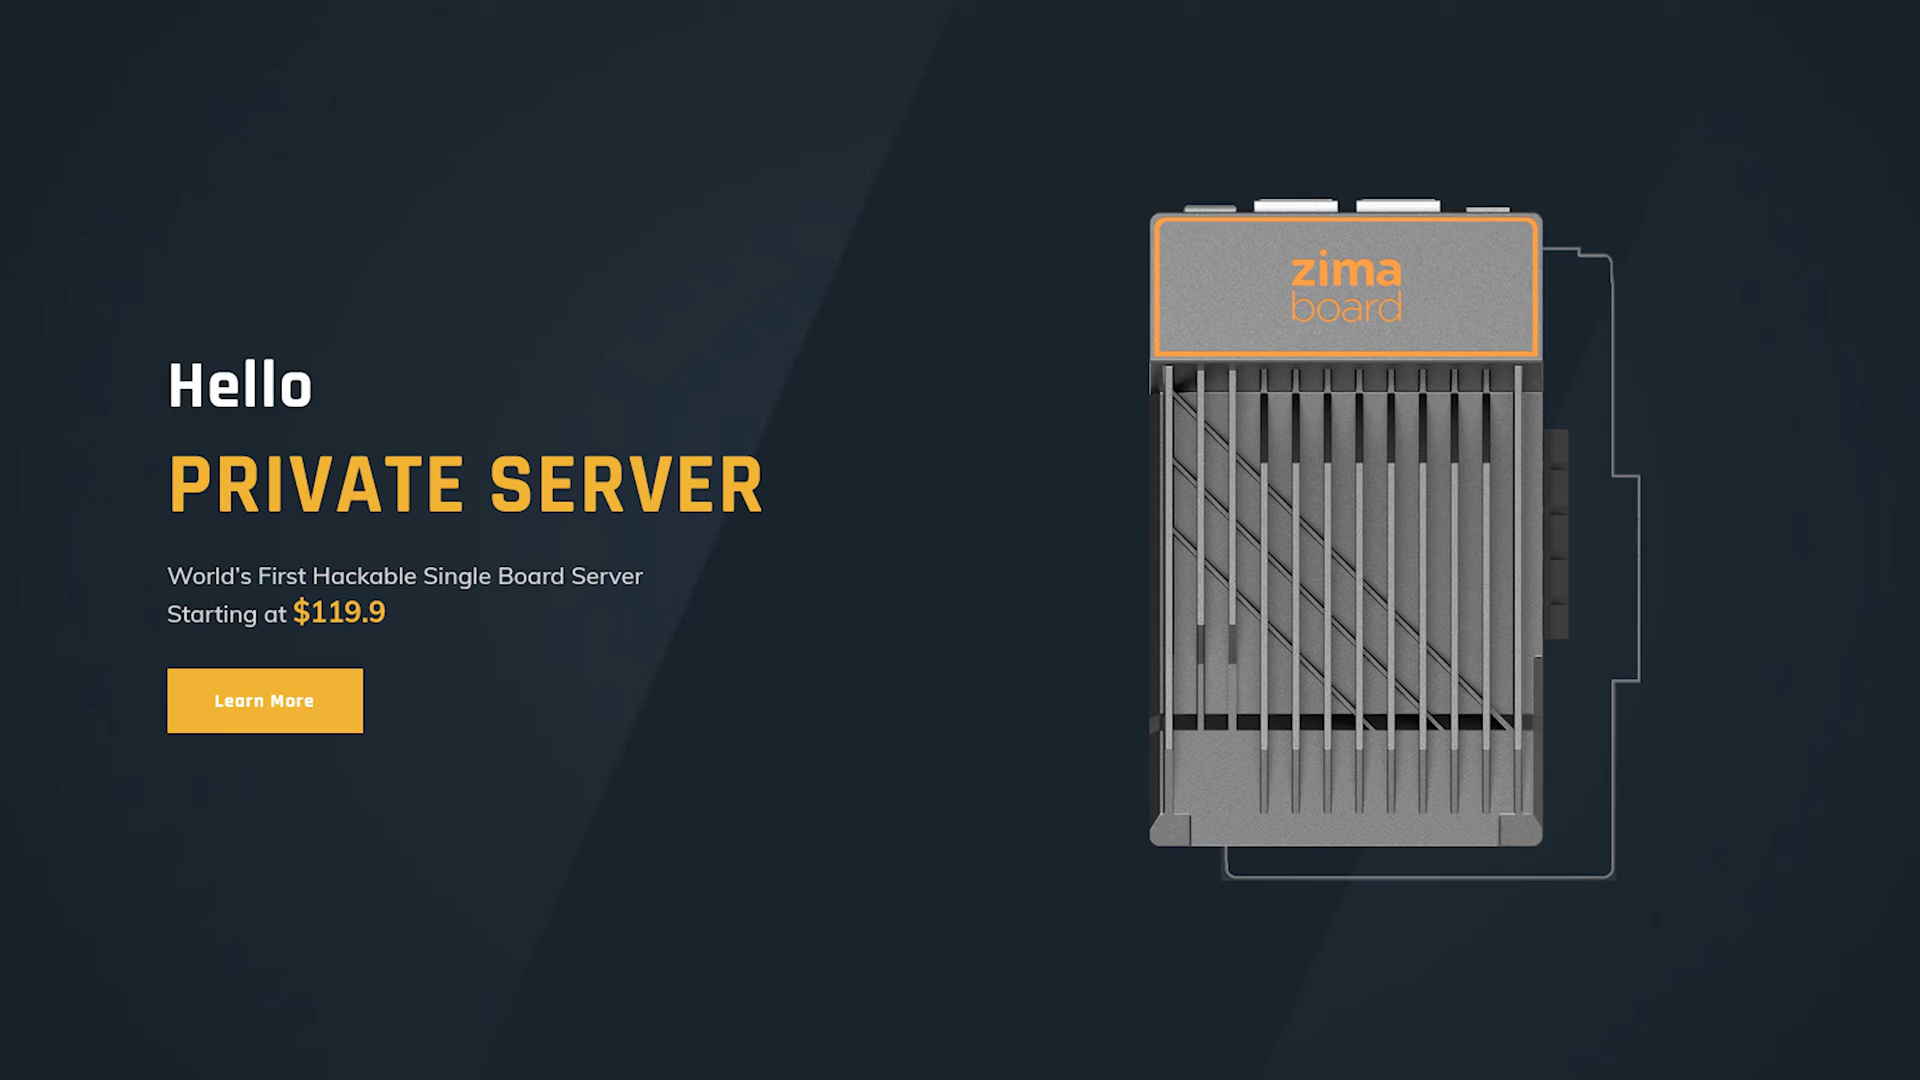 Hello
PRIVATE SERVER
World's First Hackable Single Board Server
Starting at $119.9
Learn More
zima
board